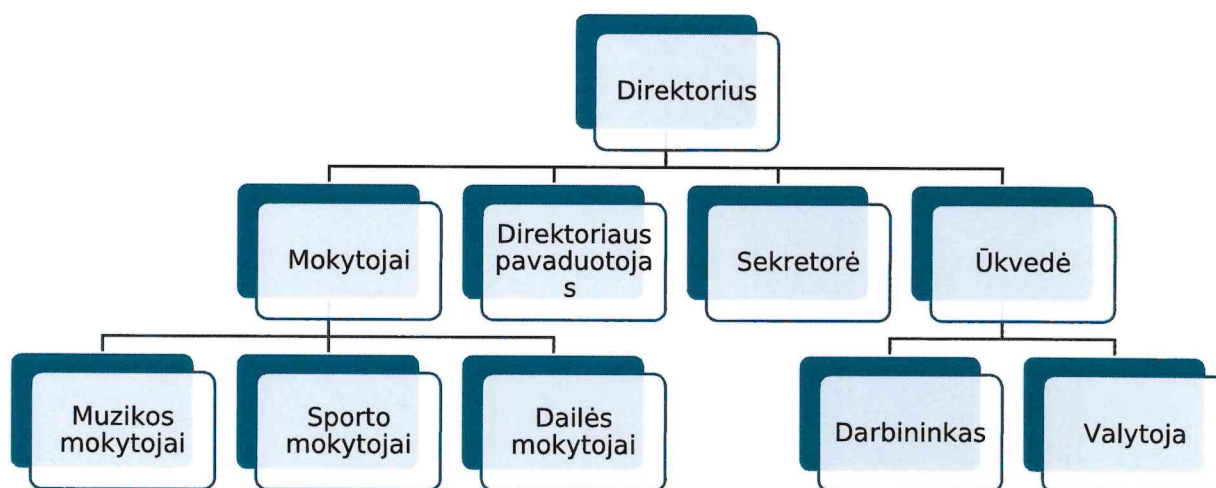 Direktorius
Mokytojai
Direktoriaus
pavaduotoja
s
Sekretorė
Ūkvedė
Muzikos
mokytojai
Sporto
mokytojai
Dailės
mokytojai
Darbininkas
Valytoja